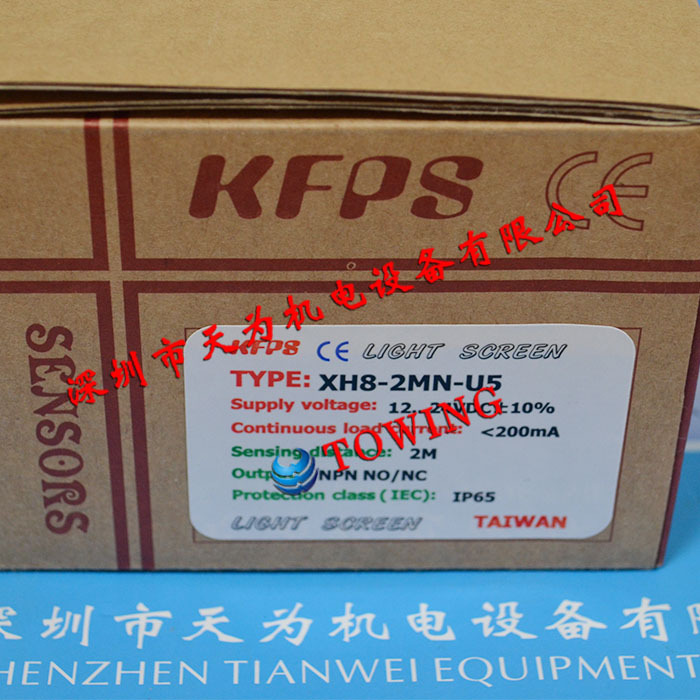 KFPS CE
SENSORS
深圳市天为机电设备有限公司
KFPS CE LIGHT SCREEN
TYPE: XH8-2MN-U5
Supply voltage: 12...24VDC±10%
Continuous load current: <200mA
Sensing distance: 2M
Output: NPN NO/NC
Protection class(IEC): IP65
LIGHT SCREEN TAIWAN
TOWING
深圳市天为机电设备有限
SHENZHEN TIANWEI EQUIPMENT